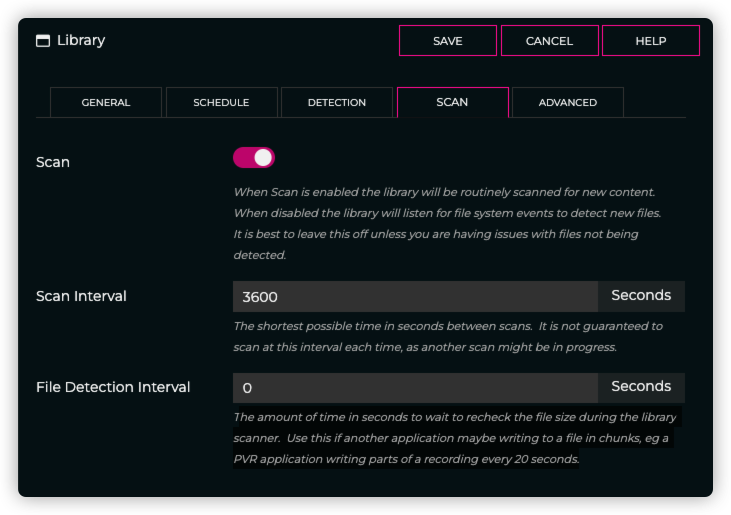 Library
SAVE
CANCEL
HELP
GENERAL
SCHEDULE
DETECTION
SCAN
ADVANCED
Scan
When Scan is enabled the library will be routinely scanned for new content.
When disabled the library will listen for file system events to detect new files.
It is best to leave this off unless you are having issues with files not being
detected.
Scan Interval
3600
Seconds
The shortest possible time in seconds between scans.  It is not guaranteed to
scan at this interval each time, as another scan might be in progress.
File Detection Interval
0
Seconds
The amount of time in seconds to wait to recheck the file size during the library
scanner.  Use this if another application maybe writing to a file in chunks, eg a
PVR application writing parts of a recording every 20 seconds.